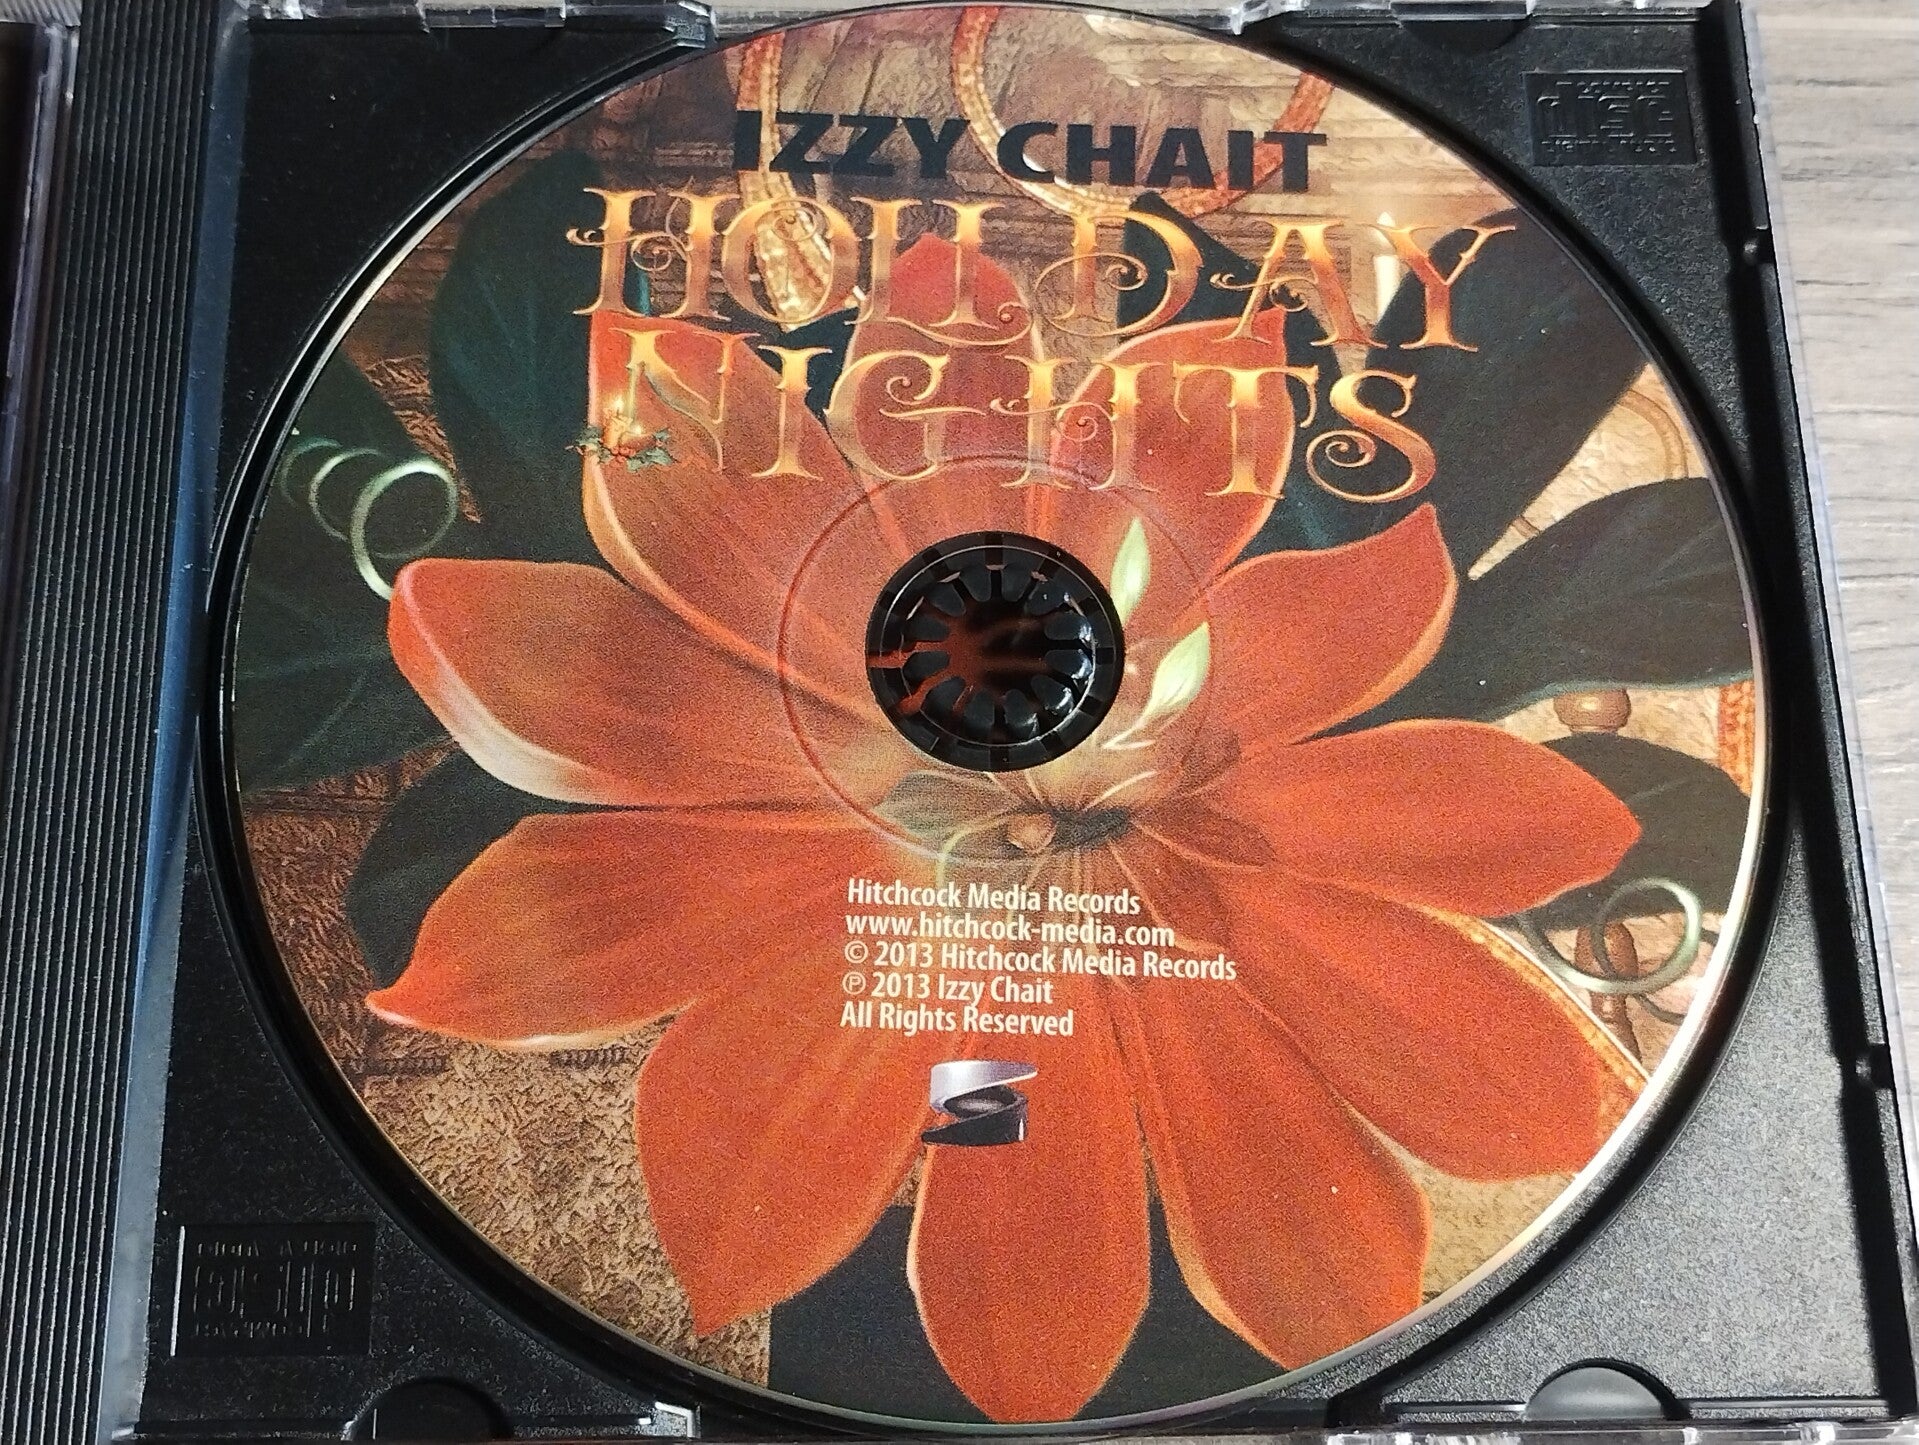 IZZY CHAIT
HOLIDAY
NIGHTS
Hitchcock Media Records
www.hitchcock-media.com
© 2013 Hitchcock Media Records
℗ 2013 Izzy Chait
All Rights Reserved